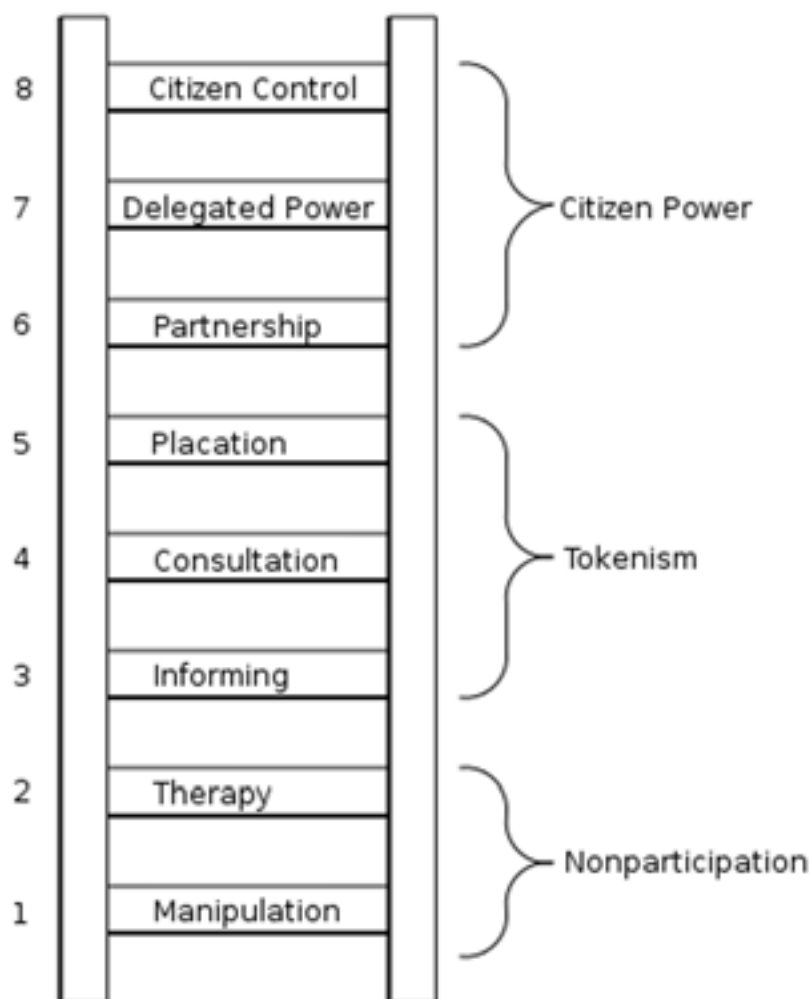 8 Citizen Control
7 Delegated Power Citizen Power
6 Partnership
5 Placation
4 Consultation Tokenism
3 Informing
2 Therapy
Nonparticipation
1 Manipulation